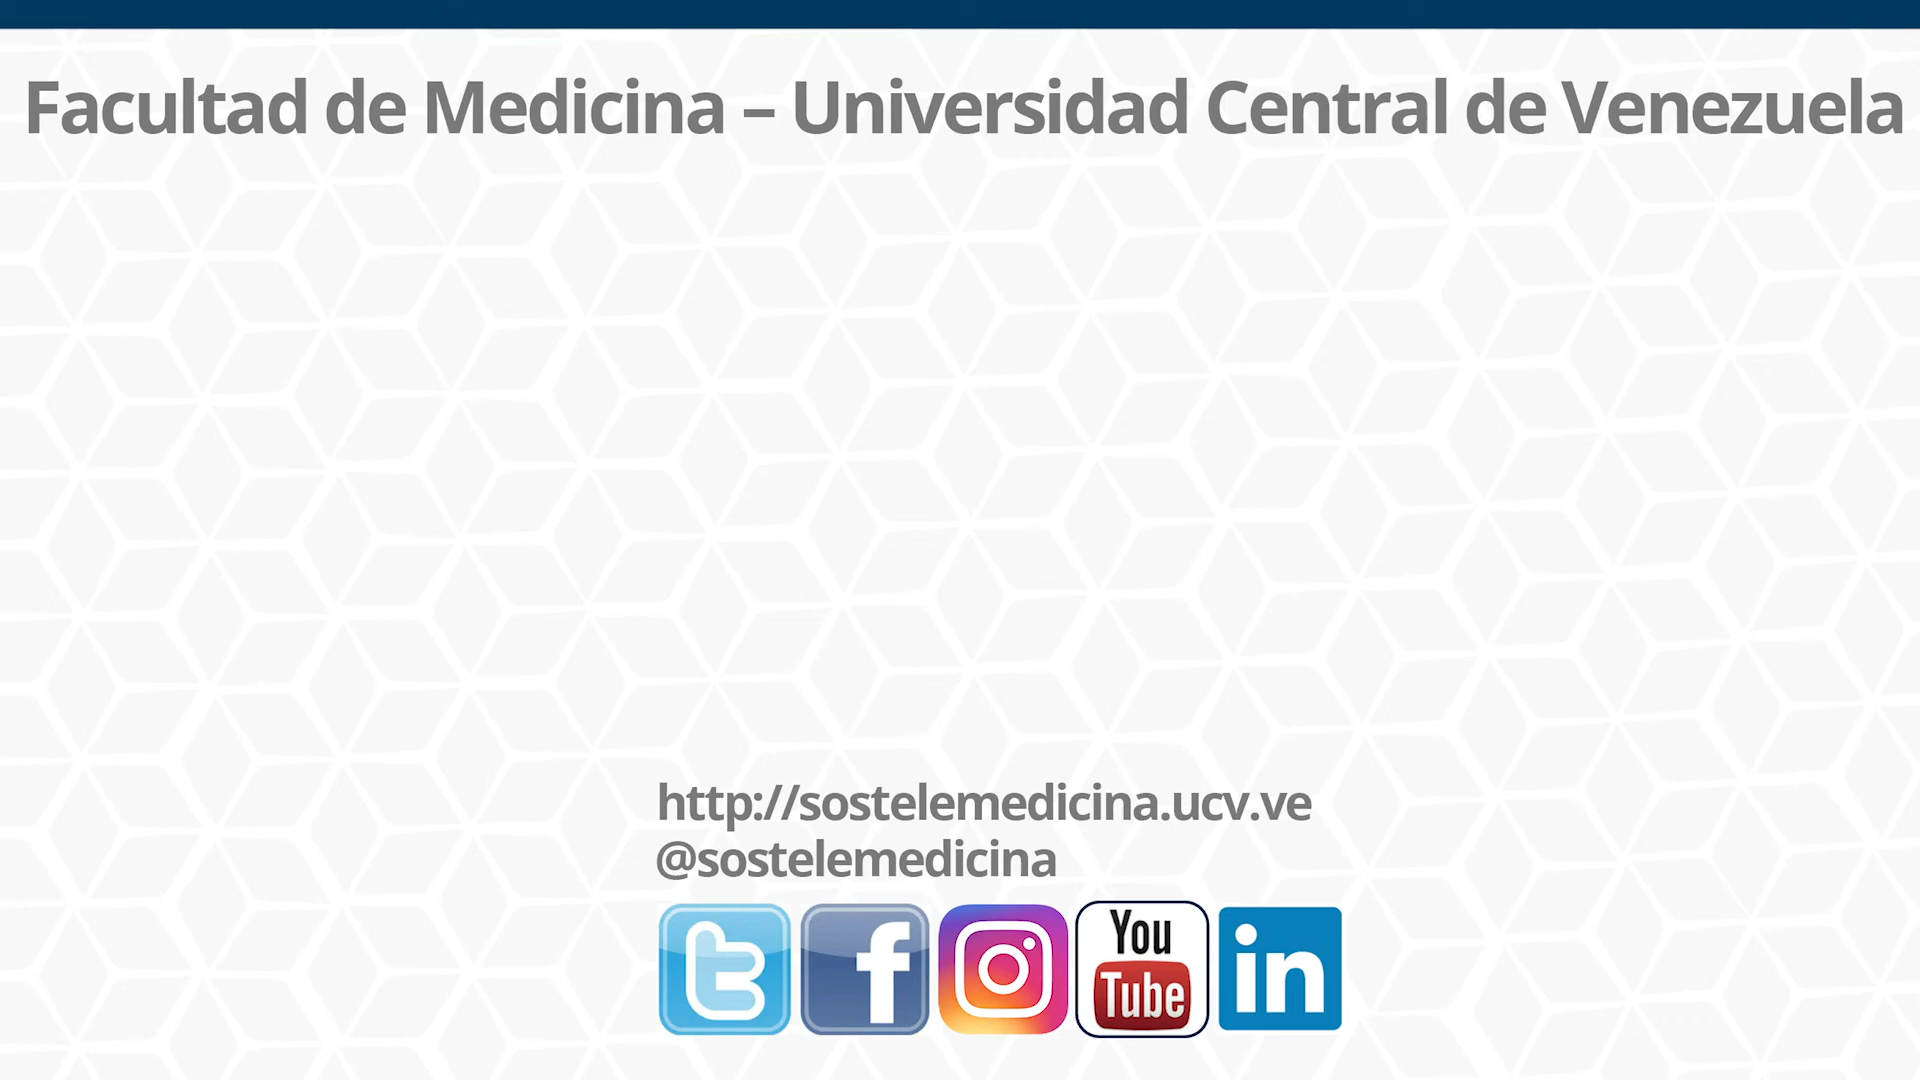 Facultad de Medicina – Universidad Central de Venezuela
http://sostelemedicina.ucv.ve
@sostelemedicina
t f You in
Tube